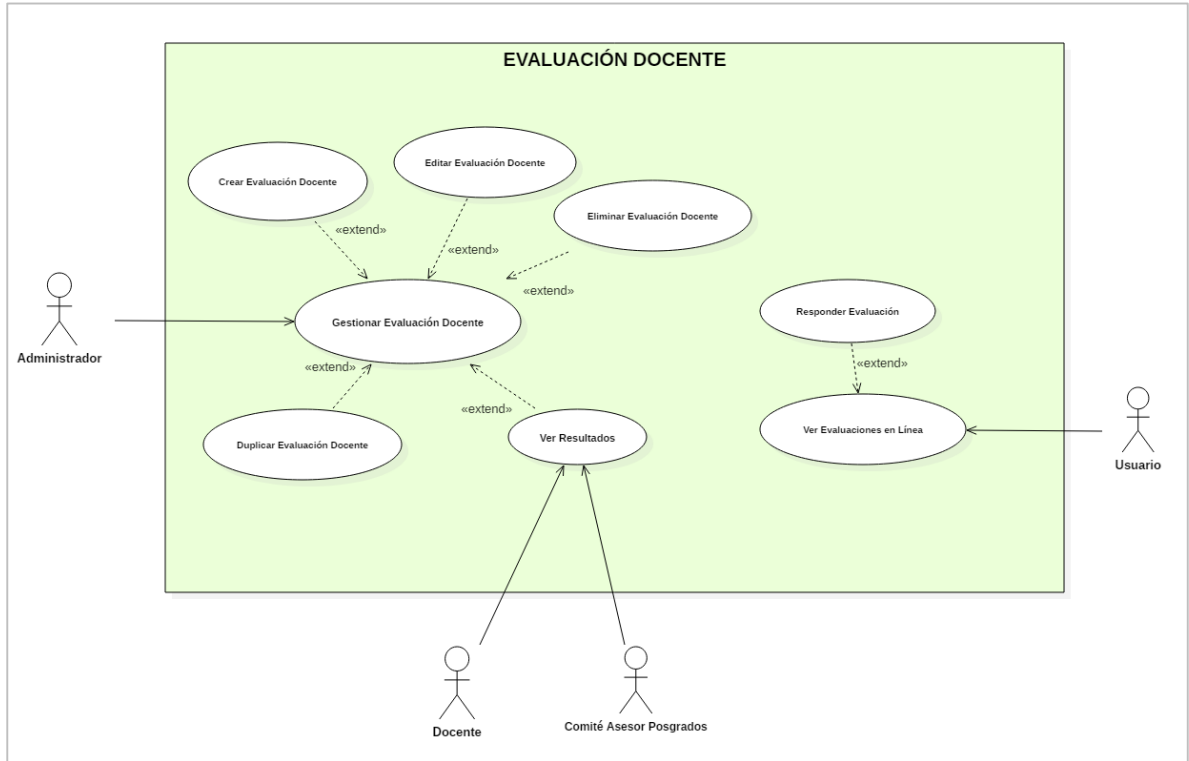 EVALUACIÓN DOCENTE
Editar Evaluación Docente
Crear Evaluación Docente
Eliminar Evaluación Docente
«extend»
«extend»
«extend»
Responder Evaluación
Gestionar Evaluación Docente
Administrador
«extend»
«extend»
«extend»
Ver Evaluaciones en Línea
Duplicar Evaluación Docente
Ver Resultados
Usuario
Comité Asesor Posgrados
Docente